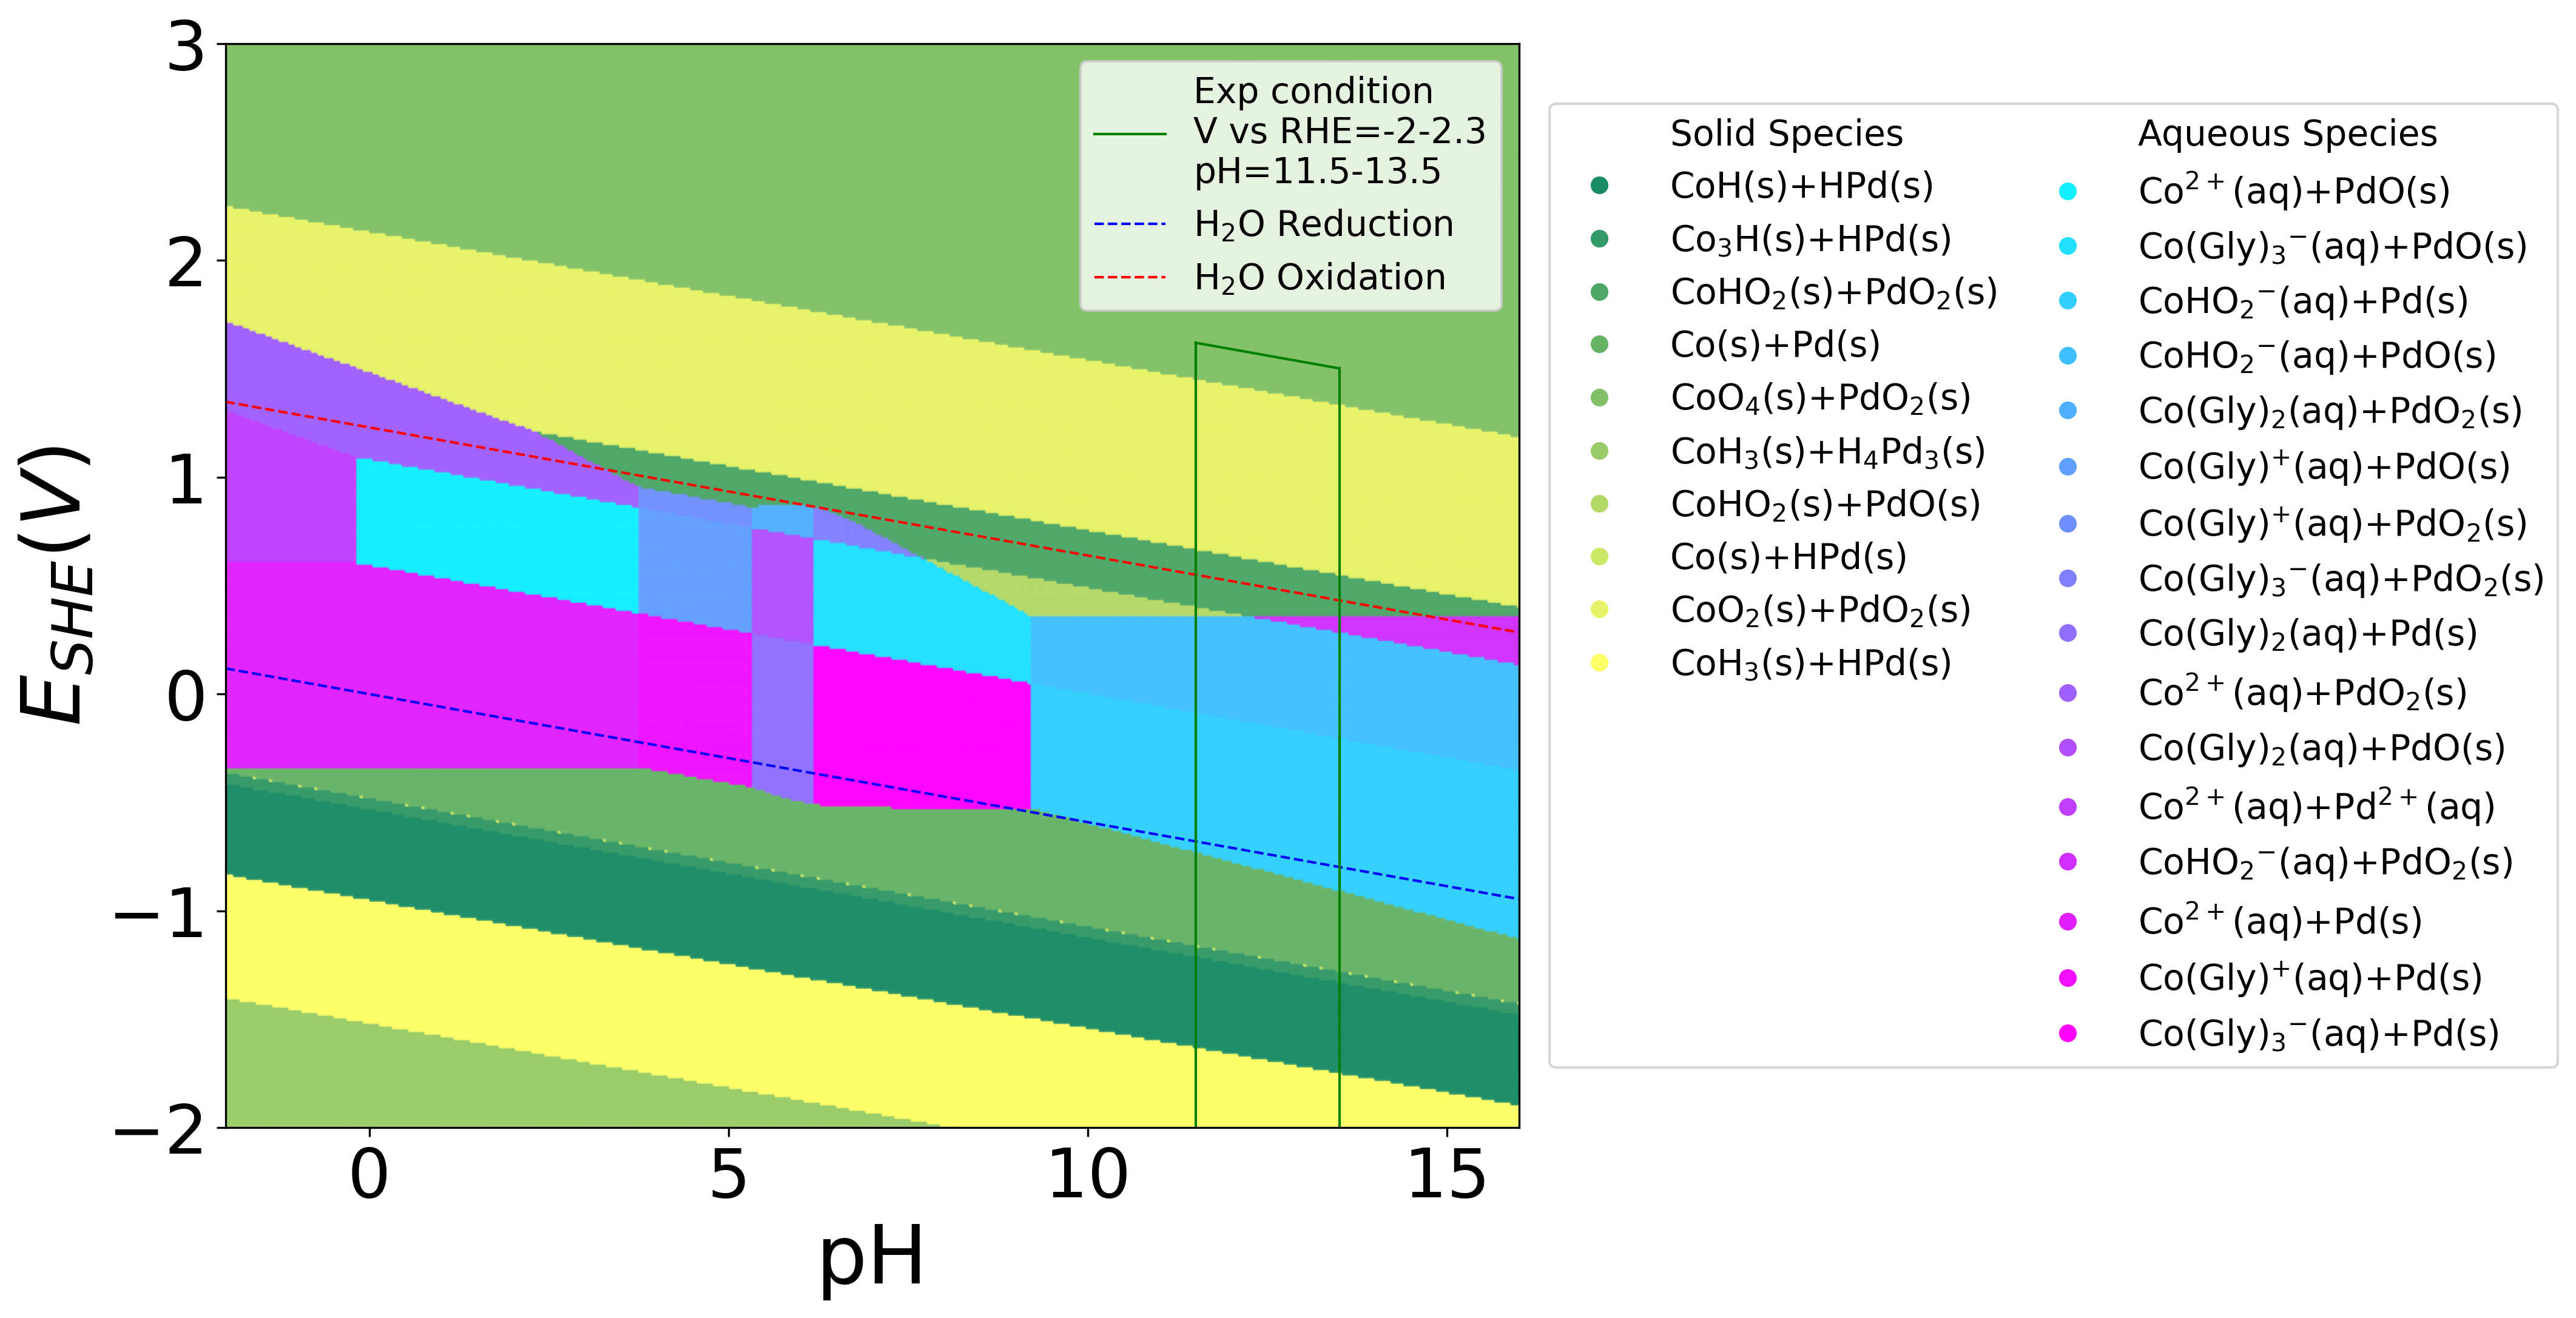 3
2
1
0
−1
−2
E_{SHE}(V)
0
5
10
15
pH
Exp condition
V vs RHE=-2-2.3
pH=11.5-13.5
H₂O Reduction
H₂O Oxidation
Solid Species
CoH(s)+HPd(s)
Co₃H(s)+HPd(s)
CoHO₂(s)+PdO₂(s)
Co(s)+Pd(s)
CoO₄(s)+PdO₂(s)
CoH₃(s)+H₄Pd₃(s)
CoHO₂(s)+PdO(s)
Co(s)+HPd(s)
CoO₂(s)+PdO₂(s)
CoH₃(s)+HPd(s)
Aqueous Species
Co²⁺(aq)+PdO(s)
Co(Gly)₃⁻(aq)+PdO(s)
CoHO₂⁻(aq)+Pd(s)
CoHO₂⁻(aq)+PdO(s)
Co(Gly)₂(aq)+PdO₂(s)
Co(Gly)⁺(aq)+PdO(s)
Co(Gly)⁺(aq)+PdO₂(s)
Co(Gly)₃⁻(aq)+PdO₂(s)
Co(Gly)₂(aq)+Pd(s)
Co²⁺(aq)+PdO₂(s)
Co(Gly)₂(aq)+PdO(s)
Co²⁺(aq)+Pd²⁺(aq)
CoHO₂⁻(aq)+PdO₂(s)
Co²⁺(aq)+Pd(s)
Co(Gly)⁺(aq)+Pd(s)
Co(Gly)₃⁻(aq)+Pd(s)